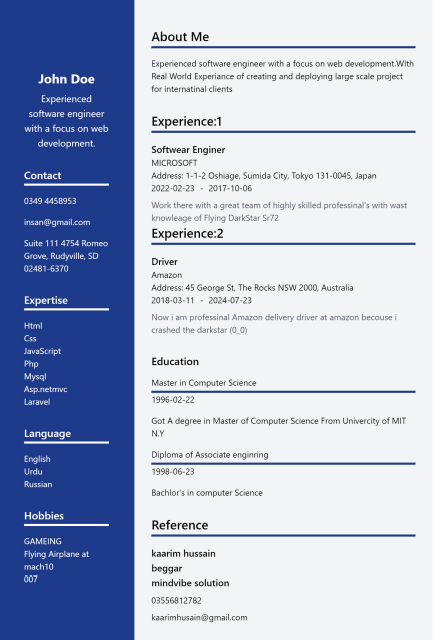 John Doe
Experienced
software engineer
with a focus on web
development.
Contact
0349 4458953
insan@gmail.com
Suite 111 4754 Romeo
Grove, Rudyville, SD
02481-6370
Expertise
Html
Css
JavaScript
Php
Mysql
Asp.netmvc
Laravel
Language
English
Urdu
Russian
Hobbies
GAMEING
Flying Airplane at
mach10
007
About Me
Experienced software engineer with a focus on web development.WIth
Real World Experiance of creating and deploying large scale project
for internatinal clients
Experience:1
Softwear Enginer
MICROSOFT
Address: 1-1-2 Oshiage, Sumida City, Tokyo 131-0045, Japan
2022-02-23 - 2017-10-06
Work there with a great team of highly skilled professinal's with wast
knowleage of Flying DarkStar Sr72
Experience:2
Driver
Amazon
Address: 45 George St, The Rocks NSW 2000, Australia
2018-03-11 - 2024-07-23
Now i am professinal Amazon delivery driver at amazon becouse i
crashed the darkstar (0_0)
Education
Master in Computer Science
1996-02-22
Got A degree in Master of Computer Science From Univercity of MIT
N.Y
Diploma of Associate enginring
1998-06-23
Bachlor's in computer Science
Reference
kaarim hussain
beggar
mindvibe solution
03556812782
kaarimhusain@gmail.com